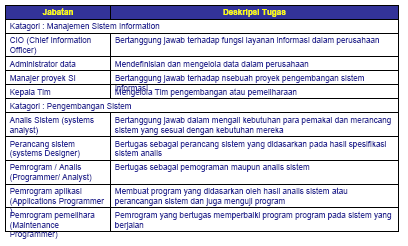 Jabatan Deskripsi Tugas
Katagori : Manajemen Sistem Information
CIO (Chief Information Bertanggung jawab terhadap fungsi layanan informasi dalam perusahaan
Officer)
Administrator data Mendefinisian dan mengelola data dalam perusahaan
Manajer proyek SI Bertanggung jawab terhadap nsebuah proyek pengembangan sistem
informasi
Kepala Tim Mengelola Tim pengembangan atau pemeliharaan
Katagori : Pengembangan Sistem
Analis Sistem (systems Bertanggung jawab dalam mengali kebutuhan para pemakai dan merancang
analyst) sistem yang sesuai dengan kebutuhan mereka
Perancang sistem Bertugas sebagai perancang sistem yang didasarkan pada hasil spesifikasi
(systems Designer) sistem analis
Pemrogram / Analis Bertugas sebagai pemograman maupun analis sistem
(Programmer/ Analyst)
Pemrogram aplikasi Membuat program yang didasarkan oleh hasil analis sistem atau
(Applications Programmer perancangan sistem dan juga menguji program
)
Pemrogram pemelihara Pemrogram yang bertugas memperbaiki program program pada sistem yang
(Maintenance berjalan
Programmer)